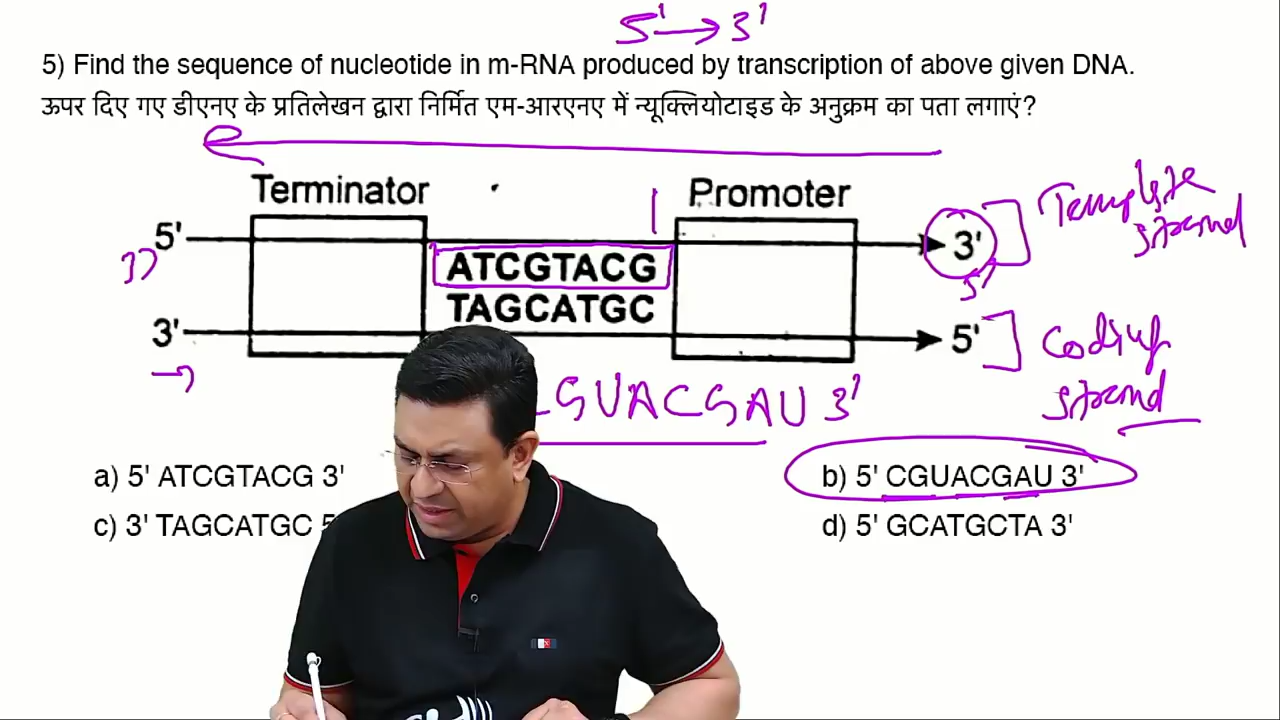 5' → 3'
5) Find the sequence of nucleotide in m-RNA produced by transcription of above given DNA.
ऊपर दिए गए डीएनए के प्रतिलेखन द्वारा निर्मित एम-आरएनए में न्यूक्लियोटाइड के अनुक्रम का पता लगाएं?
Terminator Promoter
5' 3' Template strand
ATCGTACG
TAGCATGC
3' 5' Coding strand
GUACGAU 3'
a) 5' ATCGTACG 3' b) 5' CGUACGAU 3'
c) 3' TAGCATGC 5 d) 5' GCATGCTA 3'